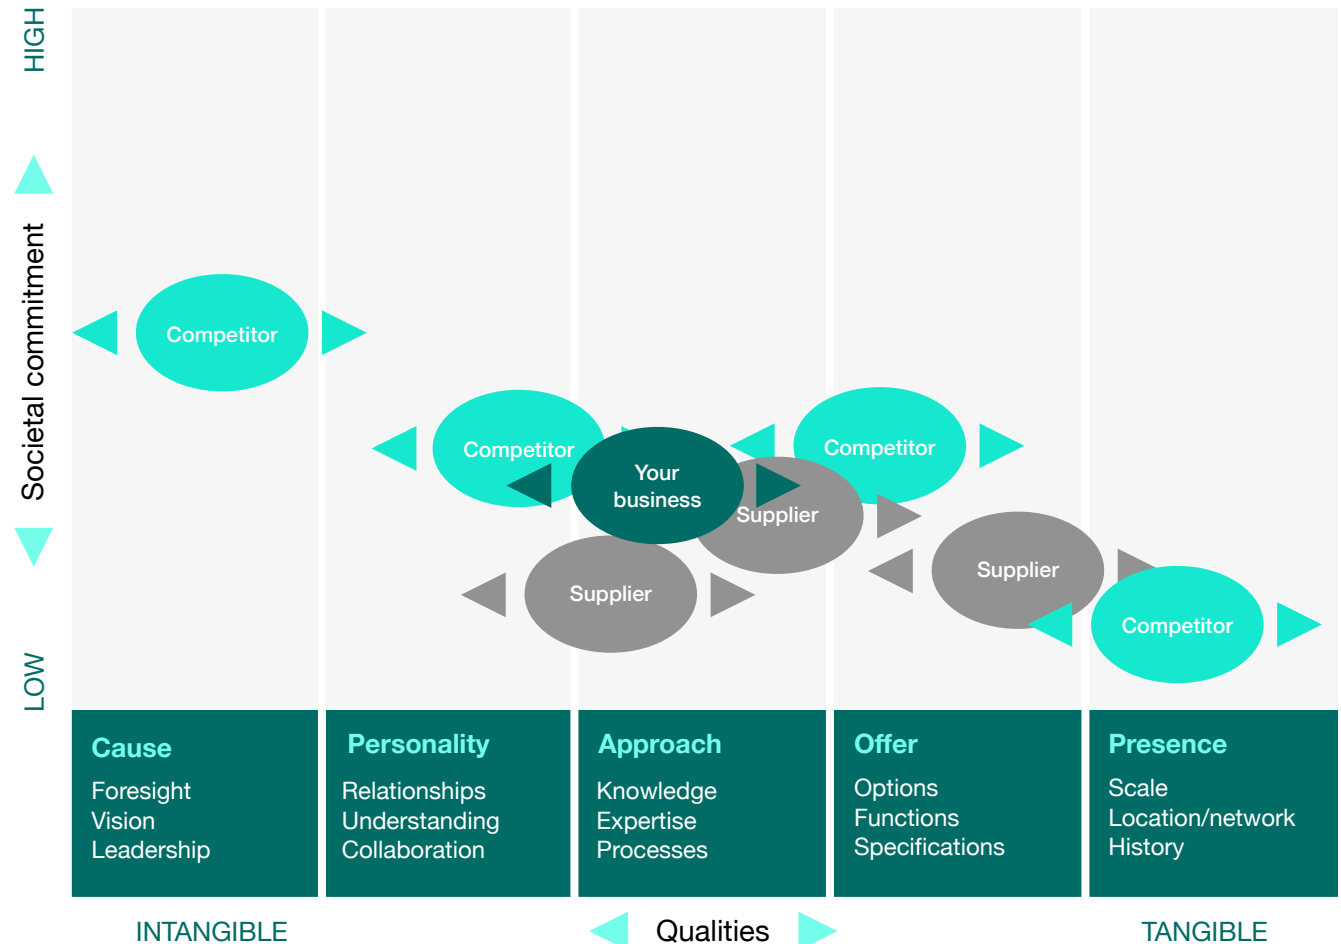 HIGH
Societal commitment
LOW
Competitor
Competitor
Competitor
Your
business
Supplier
Supplier
Supplier
Competitor
Cause
Foresight
Vision
Leadership
Personality
Relationships
Understanding
Collaboration
Approach
Knowledge
Expertise
Processes
Offer
Options
Functions
Specifications
Presence
Scale
Location/network
History
INTANGIBLE
Qualities
TANGIBLE